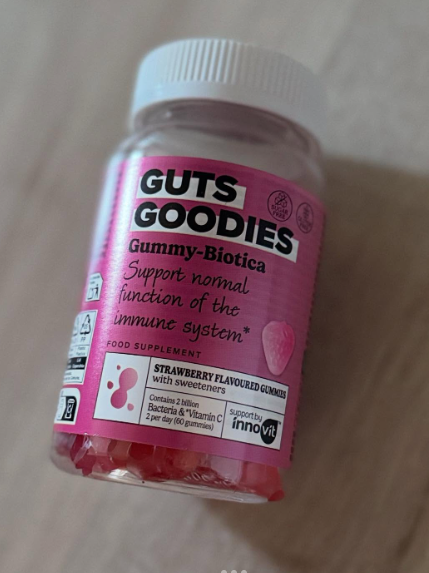 GUTS
GOODIES
Gummy-Biotica
Support normal
function of the
immune system*
FOOD SUPPLEMENT
STRAWBERRY FLAVOURED GUMMIES
with sweeteners
Contains 2 billion
Bacteria & *Vitamin C
2 per day (60 gummies)
support by
innovit